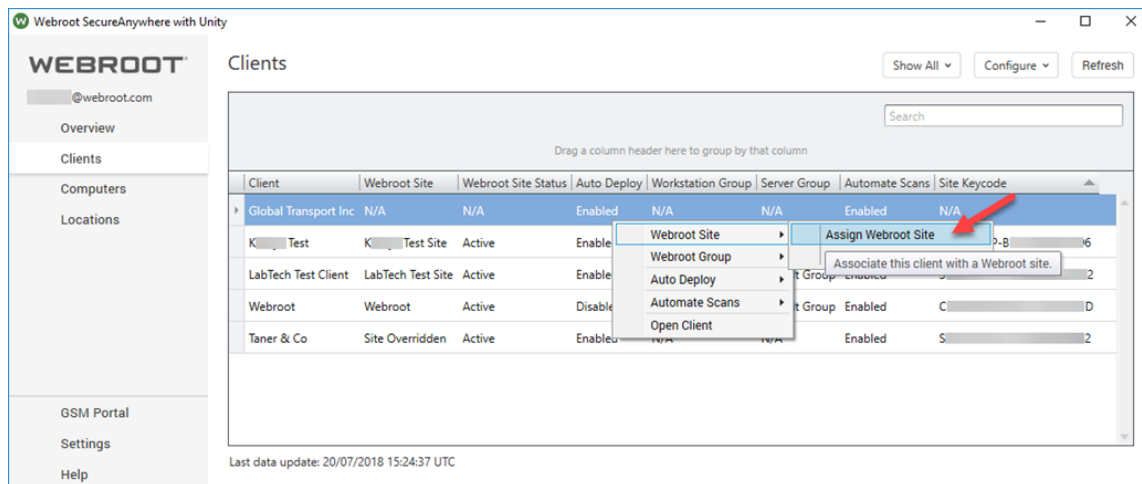 Webroot SecureAnywhere with Unity
WEBROOT
@webroot.com
Overview
Clients
Computers
Locations
GSM Portal
Settings
Help
Clients
Show All
Configure
Refresh
Search
Drag a column header here to group by that column
Client Webroot Site Webroot Site Status Auto Deploy Workstation Group Server Group Automate Scans Site Keycode
Global Transport Inc N/A N/A Enabled N/A N/A Enabled N/A
K Test K Test Site Active P-B 6
LabTech Test Client LabTech Test Site Active t Group 2
Webroot Webroot Active t Group Enabled C D
Taner & Co Site Overridden Active Enabled N/A N/A Enabled S 2
Webroot Site
Webroot Group
Auto Deploy
Automate Scans
Open Client
Assign Webroot Site
Associate this client with a Webroot site.
Last data update: 20/07/2018 15:24:37 UTC